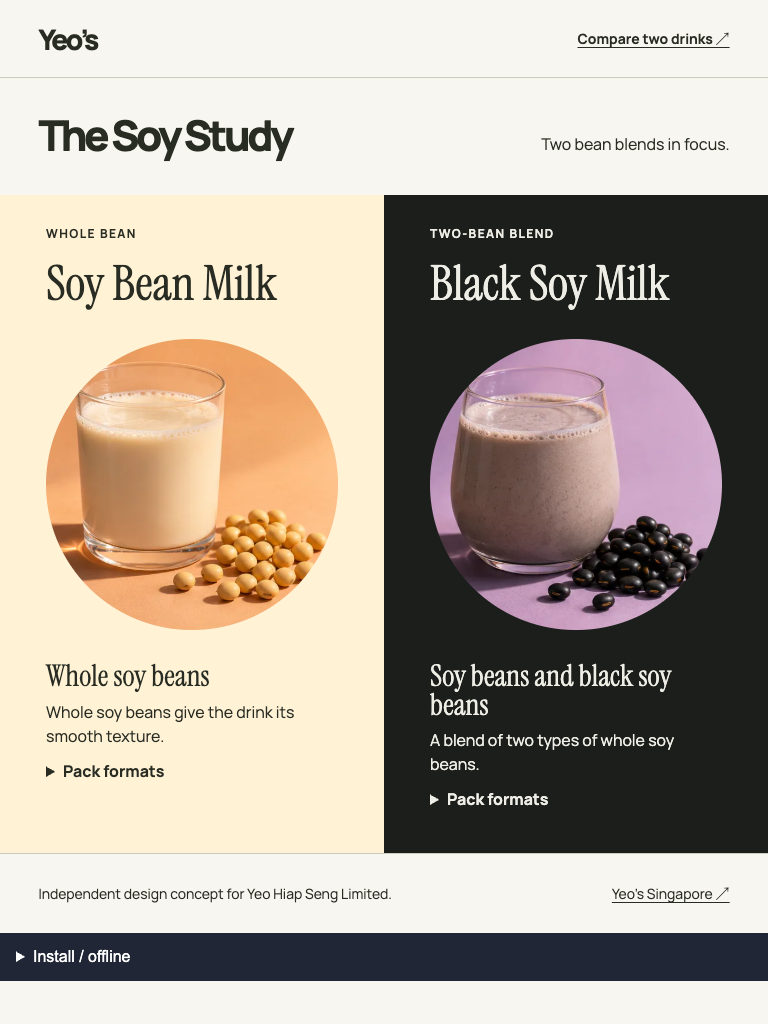 Yeo's
Compare two drinks ↗
The Soy Study
Two bean blends in focus.
WHOLE BEAN
Soy Bean Milk
Whole soy beans
Whole soy beans give the drink its
smooth texture.
▶ Pack formats
TWO-BEAN BLEND
Black Soy Milk
Soy beans and black soy
beans
A blend of two types of whole soy
beans.
▶ Pack formats
Independent design concept for Yeo Hiap Seng Limited.
Yeo's Singapore ↗
▶ Install / offline